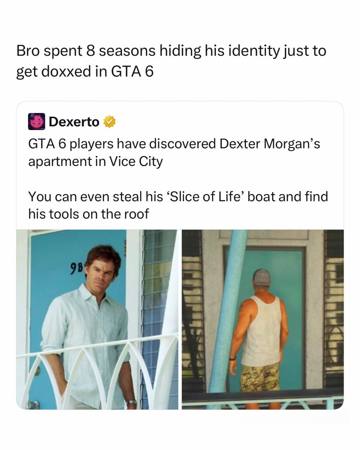 Bro spent 8 seasons hiding his identity just to
get doxxed in GTA 6
Dexerto
GTA 6 players have discovered Dexter Morgan's
apartment in Vice City
You can even steal his ‘Slice of Life’ boat and find
his tools on the roof